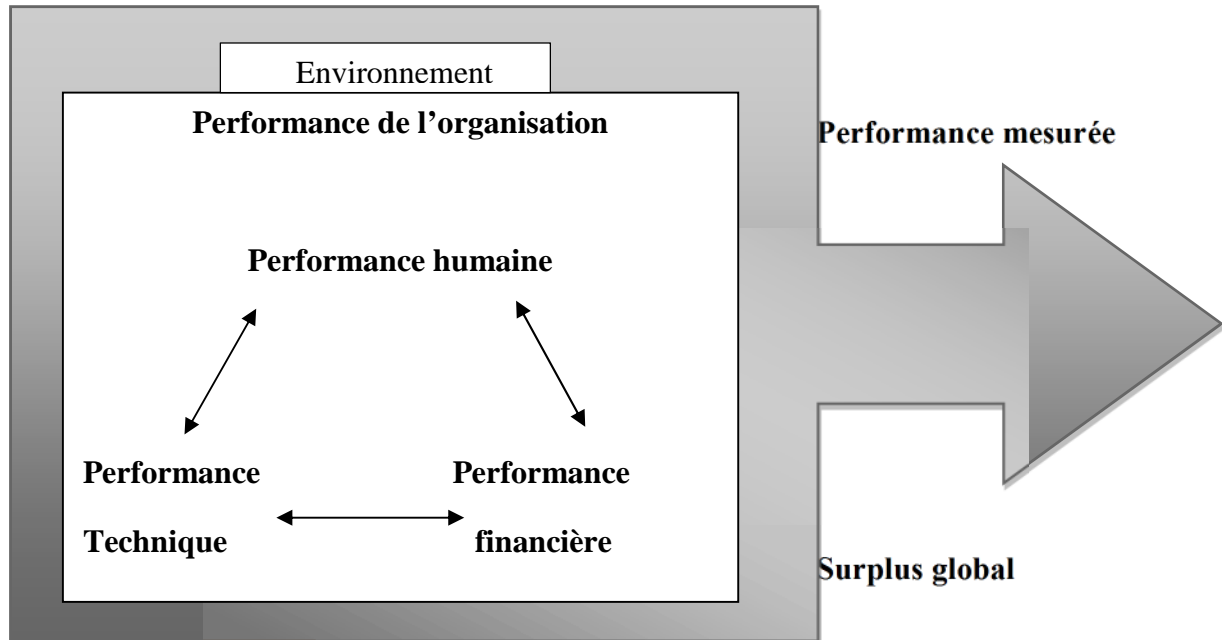 Environnement
Performance de l’organisation
Performance mesurée
Performance humaine
Performance
Technique
Performance
financière
Surplus global